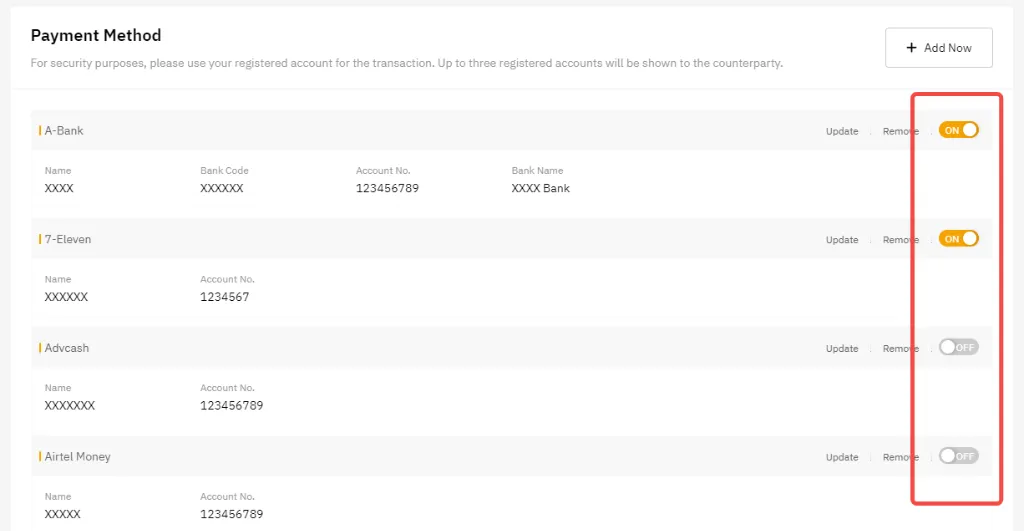 Payment Method
+ Add Now
For security purposes, please use your registered account for the transaction. Up to three registered accounts will be shown to the counterparty.
A-Bank Update Remove ON
Name Bank Code Account No. Bank Name
XXXX XXXXXX 123456789 XXXX Bank
7-Eleven Update Remove ON
Name Account No.
XXXXXX 1234567
Advcash Update Remove OFF
Name Account No.
XXXXXXX 123456789
Airtel Money Update Remove OFF
Name Account No.
XXXXX 123456789